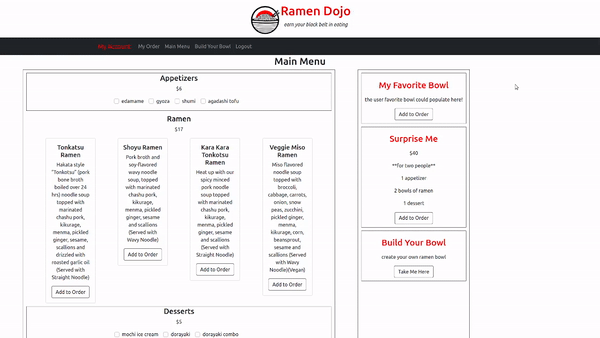 Ramen Dojo
earn your black belt in eating
My Account
My Order
Main Menu
Build Your Bowl
Logout
Main Menu
Appetizers
$6
edamame
gyoza
shumi
agadashi tofu
Ramen
$17
Tonkatsu
Ramen
Hakata style
"Tonkotsu" (pork
bone broth
boiled over 24
hrs) noodle soup
topped with
marinated
chashu pork,
kikurage,
menma, pickled
ginger, sesame,
scallions and
drizzled with
rousted garlic oil
(Served with
Straight Noodle)
Add to Order
Shoyu Ramen
Pork broth and
soy-flavored
wavy noodle
soup, topped
with marinated
chashu pork,
kikurage,
menma, pickled
ginger, sesame
and scallions
(Served with
Wavy Noodle)
Add to Order
Kara Kara
Tonkotsu
Ramen
Heat up with our
spicy minced
pork noodle
soup topped
with marinated
chashu pork,
kikurage,
menma, pickled
ginger, sesame
and scallions
(Served with
Straight Noodle)
Add to Order
Veggie Miso
Ramen
Miso flavored
noodle soup
topped with
broccoli,
cabbage, carrots,
onion, snow
peas, zucchini,
pickled ginger,
menma,
kikurage, corn,
beansprout,
sesame and
scallions (Served
with Wavy
Noodle)(Vegan)
Add to Order
Desserts
$5
mochi ice cream
dorayaki
dorayaki combo
My Favorite Bowl
the user favorite bowl could populate here!
Add to Order
Surprise Me
$40
**for two people**
1 appetizer
2 bowls of ramen
1 dessert
Add to Order
Build Your Bowl
create your own ramen bowl
Take Me Here